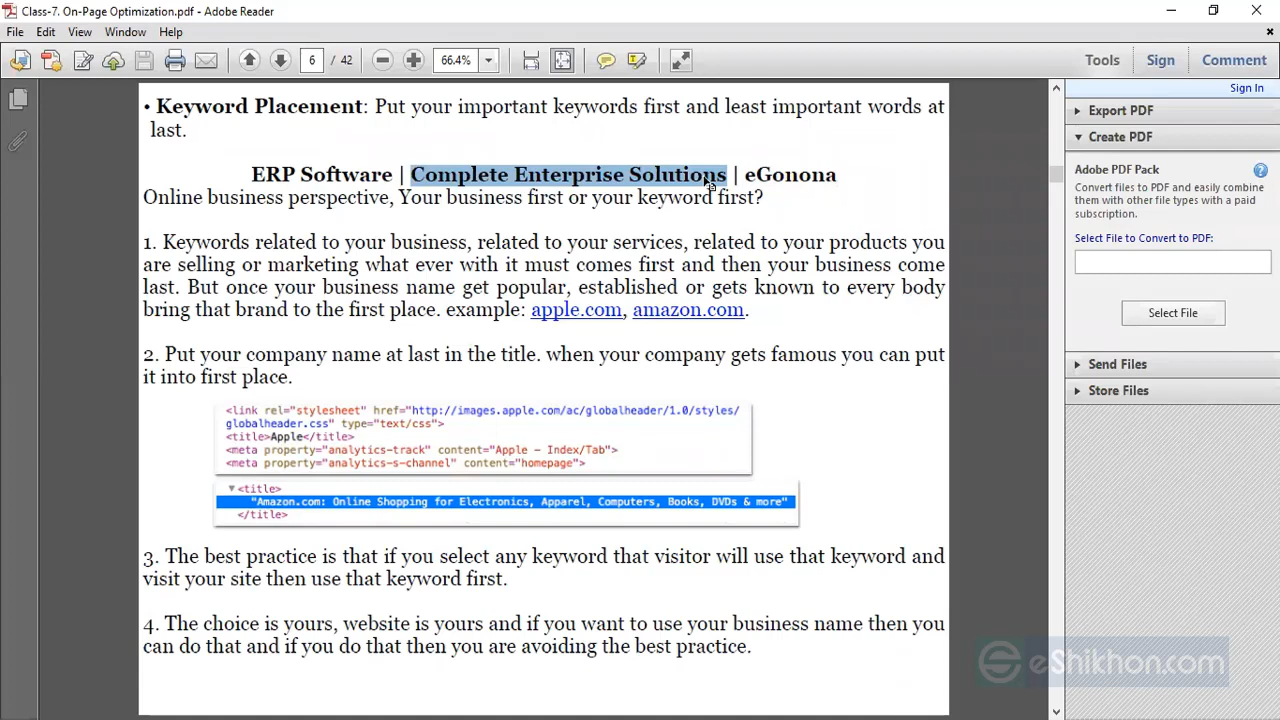 Class-7. On-Page Optimization.pdf - Adobe Reader
File Edit View Window Help
6 / 42 66.4% Tools Sign Comment
Sign In
Export PDF
Create PDF
Adobe PDF Pack
Convert files to PDF and easily combine
them with other file types with a paid
subscription.
Select File to Convert to PDF:
Select File
Send Files
Store Files
• Keyword Placement: Put your important keywords first and least important words at
last.
ERP Software | Complete Enterprise Solutions | eGonona
Online business perspective, Your business first or your keyword first?
1. Keywords related to your business, related to your services, related to your products you
are selling or marketing what ever with it must comes first and then your business come
last. But once your business name get popular, established or gets known to every body
bring that brand to the first place. example: apple.com, amazon.com.
2. Put your company name at last in the title. when your company gets famous you can put
it into first place.
<link rel="stylesheet" href="http://images.apple.com/ac/globalheader/1.0/styles/
globalheader.css" type="text/css">
<title>Apple</title>
<meta property="analytics-track" content="Apple – Index/Tab">
<meta property="analytics-s-channel" content="homepage">
<title>
"Amazon.com: Online Shopping for Electronics, Apparel, Computers, Books, DVDs & more"
</title>
3. The best practice is that if you select any keyword that visitor will use that keyword and
visit your site then use that keyword first.
4. The choice is yours, website is yours and if you want to use your business name then you
can do that and if you do that then you are avoiding the best practice.
eShikhon.com